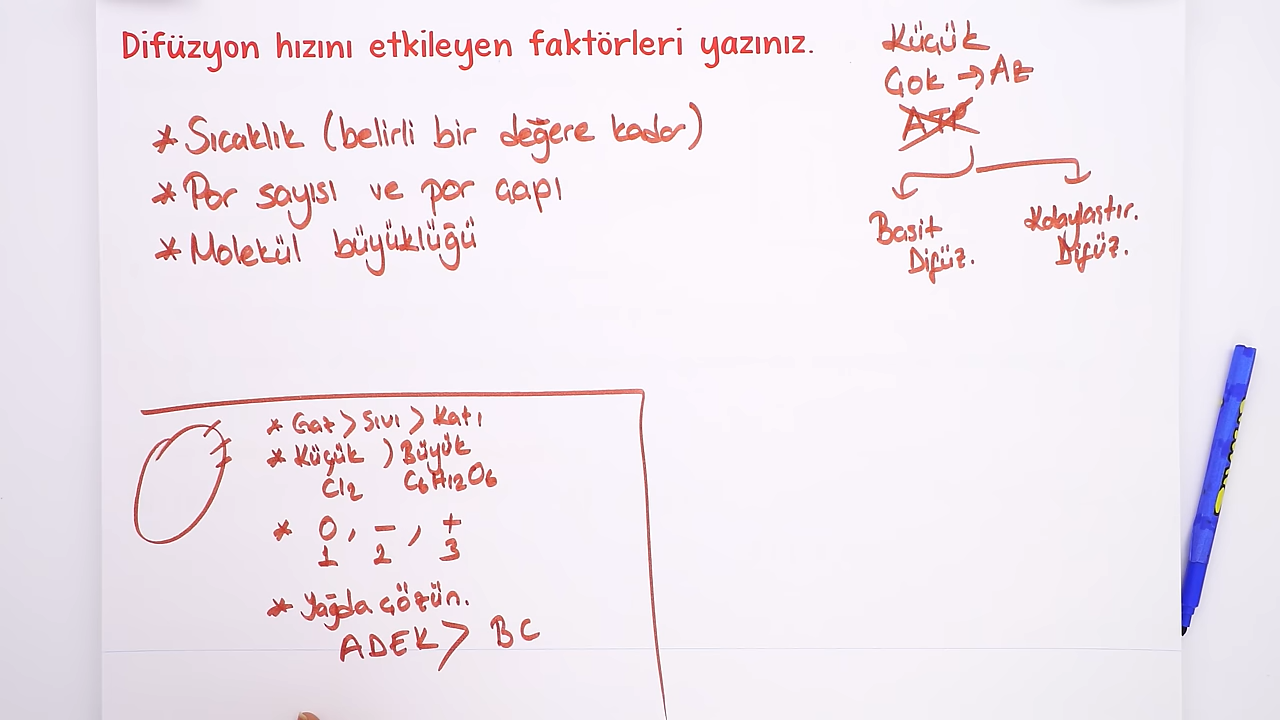 Difüzyon hızını etkileyen faktörleri yazınız.
* Sıcaklık (belirli bir değere kadar)
* Por sayısı ve por çapı
* Molekül büyüklüğü
Küçük
Çok → Az
ATP
Basit Difüz.
Kolaylaştır. Difüz.
* Gaz > Sıvı > Katı
* Küçük > Büyük
Cl2 C6H12O6
* 0, -, +
1 2 3
* Yağda çözün.
ADEK > BC